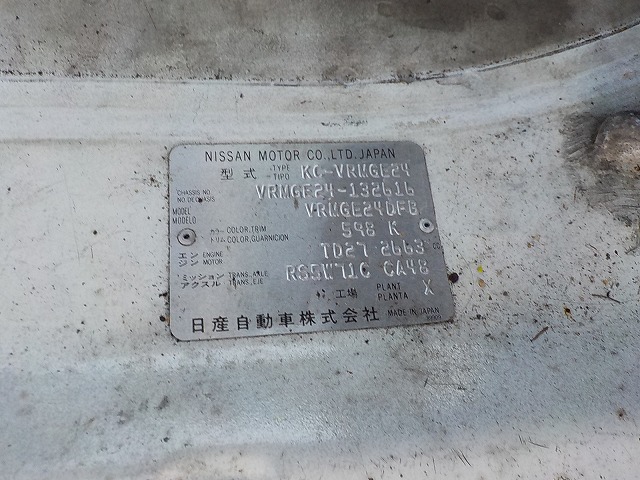 NISSAN MOTOR CO.,LTD. JAPAN
型式 TYPE TIPO KC-VRMGE24
CHASSIS NO. NO. DE CHASIS VRMGE24-132616
MODEL MODELO VRMGE24DFB
カラー COLOR, TRIM トリム COLOR, GUARNICION 598 K
エンジン ENGINE MOTOR TD27 2663 CC
ミッション アクスル TRANS., AXLE TRANS., EJE RS5W71C CA48
工場 PLANT PLANTA X
日産自動車株式会社 MADE IN JAPAN